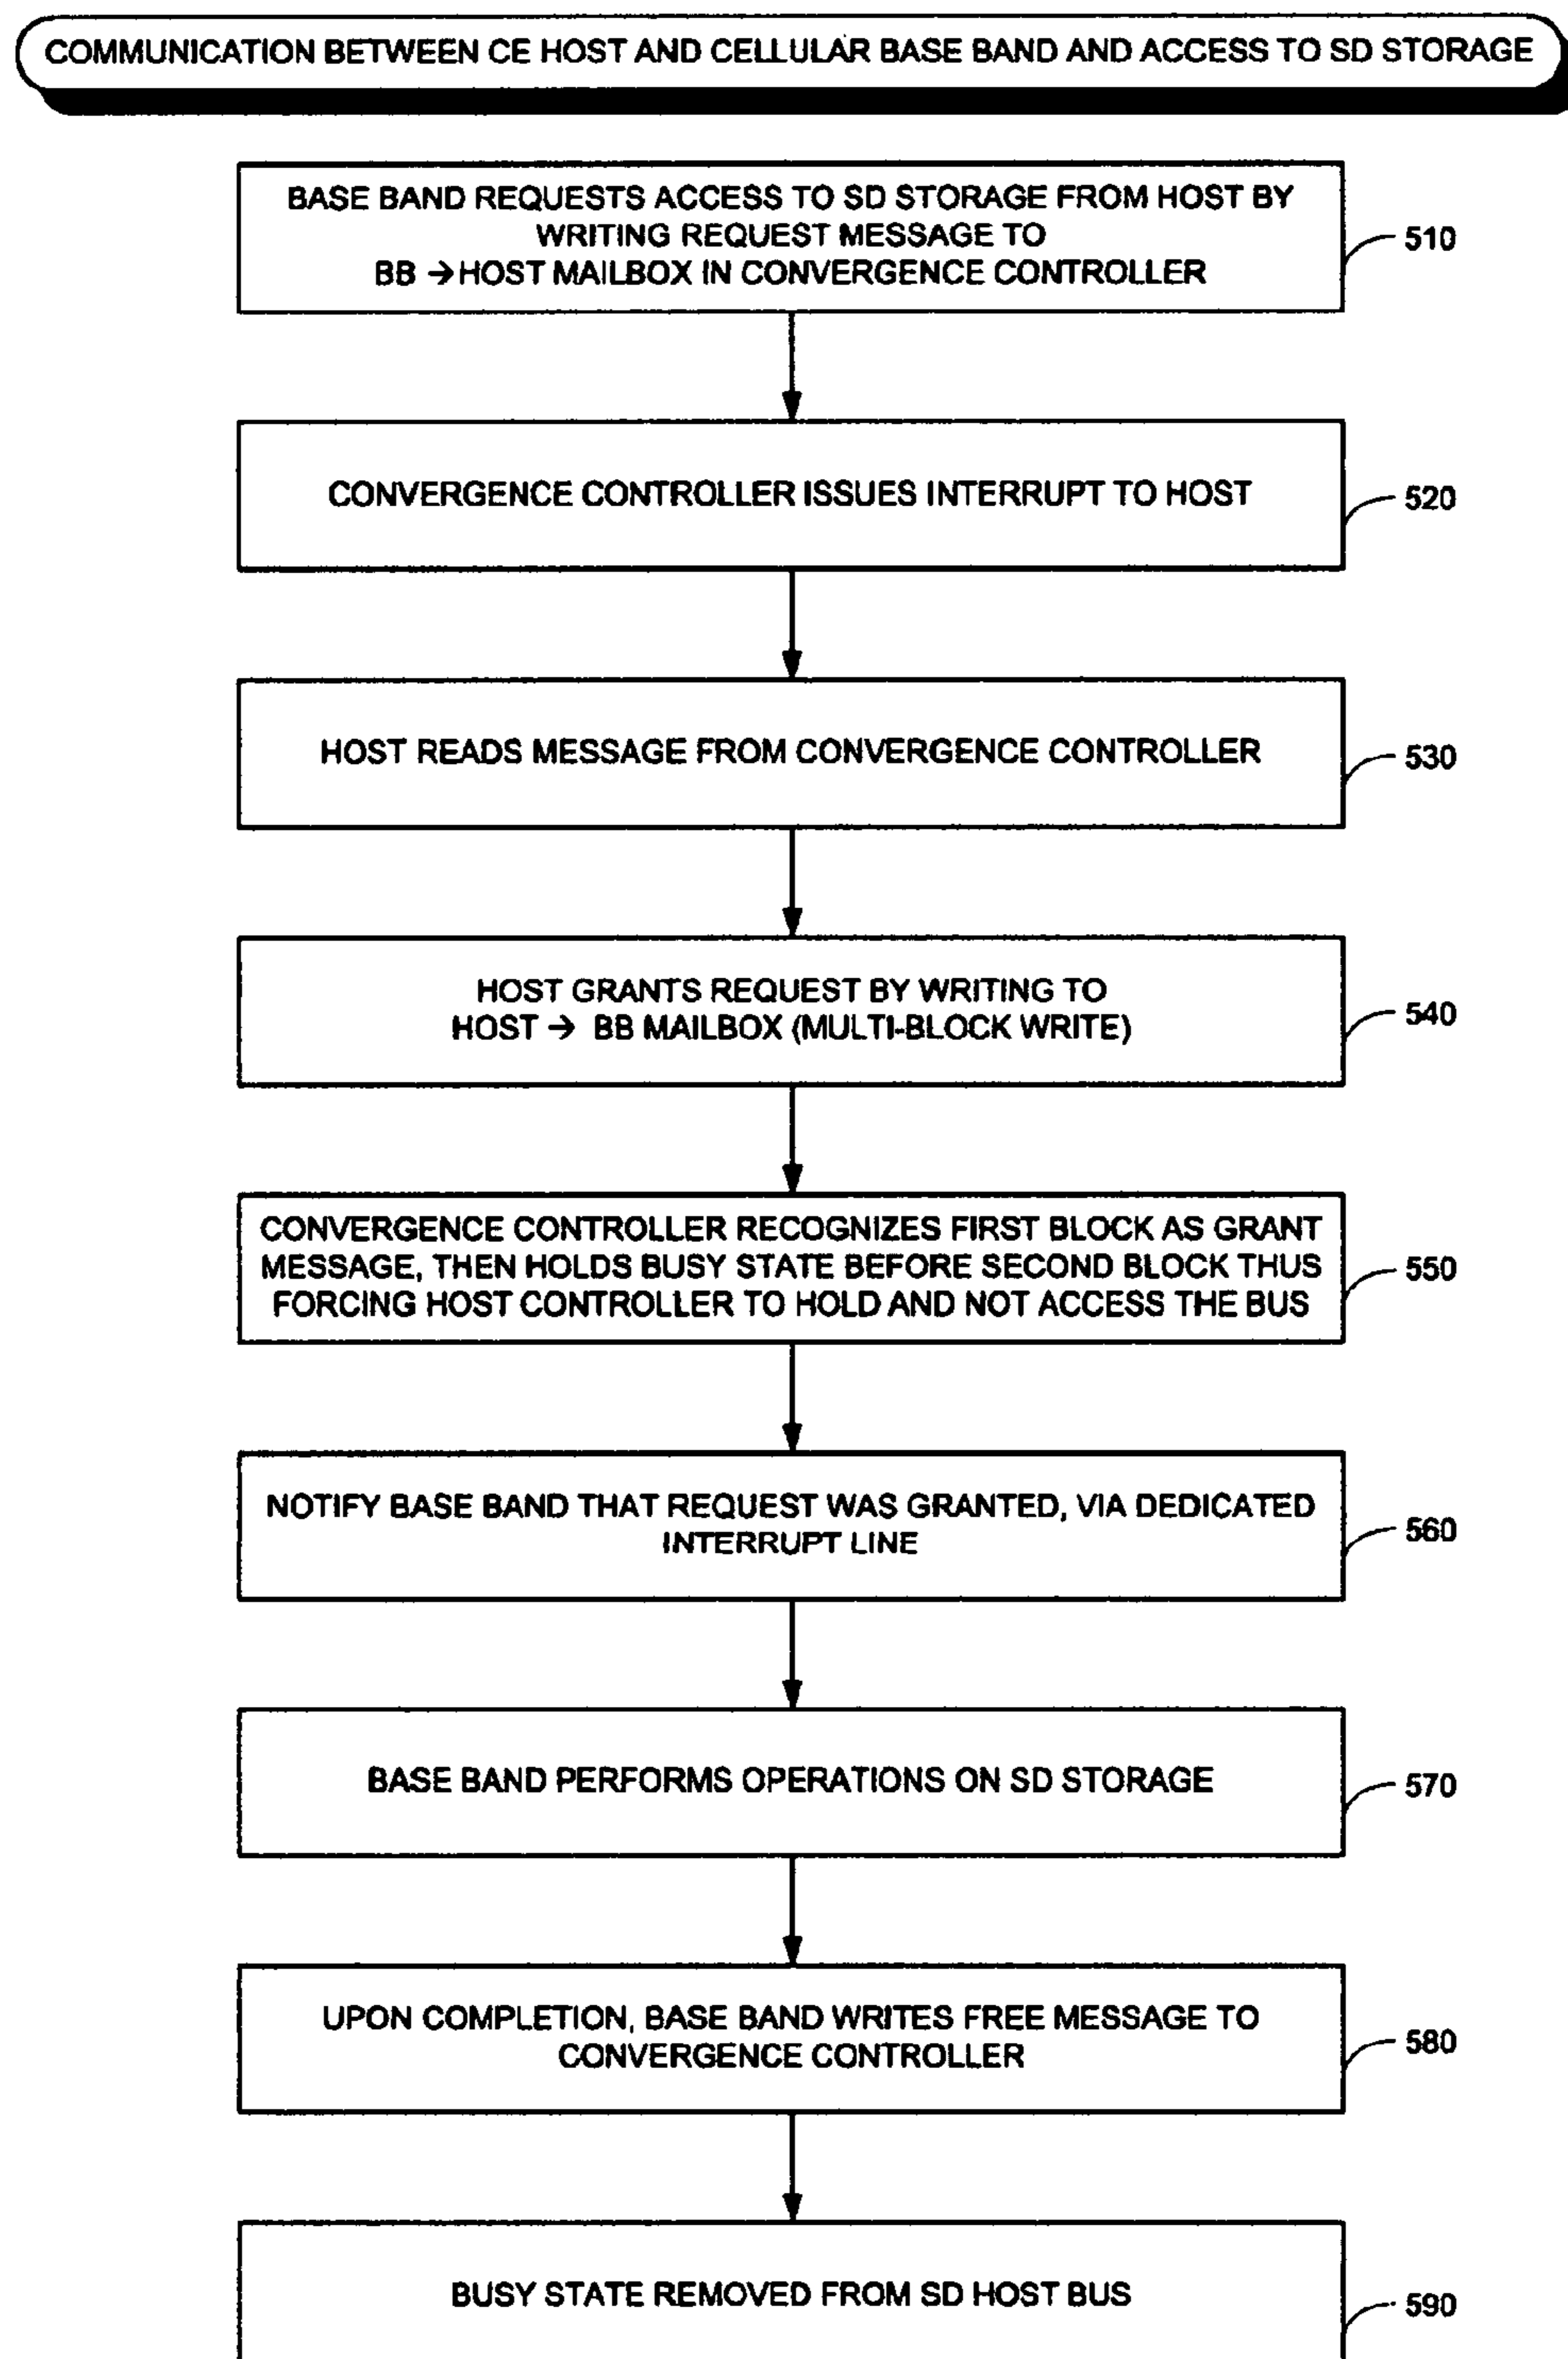 COMMUNICATION BETWEEN CE HOST AND CELLULAR BASE BAND AND ACCESS TO SD STORAGE
BASE BAND REQUESTS ACCESS TO SD STORAGE FROM HOST BY
WRITING REQUEST MESSAGE TO
BB → HOST MAILBOX IN CONVERGENCE CONTROLLER
510
CONVERGENCE CONTROLLER ISSUES INTERRUPT TO HOST
520
HOST READS MESSAGE FROM CONVERGENCE CONTROLLER
530
HOST GRANTS REQUEST BY WRITING TO
HOST → BB MAILBOX (MULTI-BLOCK WRITE)
540
CONVERGENCE CONTROLLER RECOGNIZES FIRST BLOCK AS GRANT
MESSAGE, THEN HOLDS BUSY STATE BEFORE SECOND BLOCK THUS
FORCING HOST CONTROLLER TO HOLD AND NOT ACCESS THE BUS
550
NOTIFY BASE BAND THAT REQUEST WAS GRANTED, VIA DEDICATED
INTERRUPT LINE
560
BASE BAND PERFORMS OPERATIONS ON SD STORAGE
570
UPON COMPLETION, BASE BAND WRITES FREE MESSAGE TO
CONVERGENCE CONTROLLER
580
BUSY STATE REMOVED FROM SD HOST BUS
590